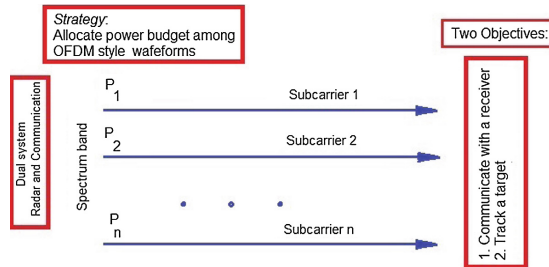 Strategy:
Allocate power budget among
OFDM style wafeforms
Two Objectives:
Dual system
Radar and Communication
Spectrum band
P
1
Subcarrier 1
P
2
Subcarrier 2
P
n
Subcarrier n
1. Communicate with a receiver
2. Track a target